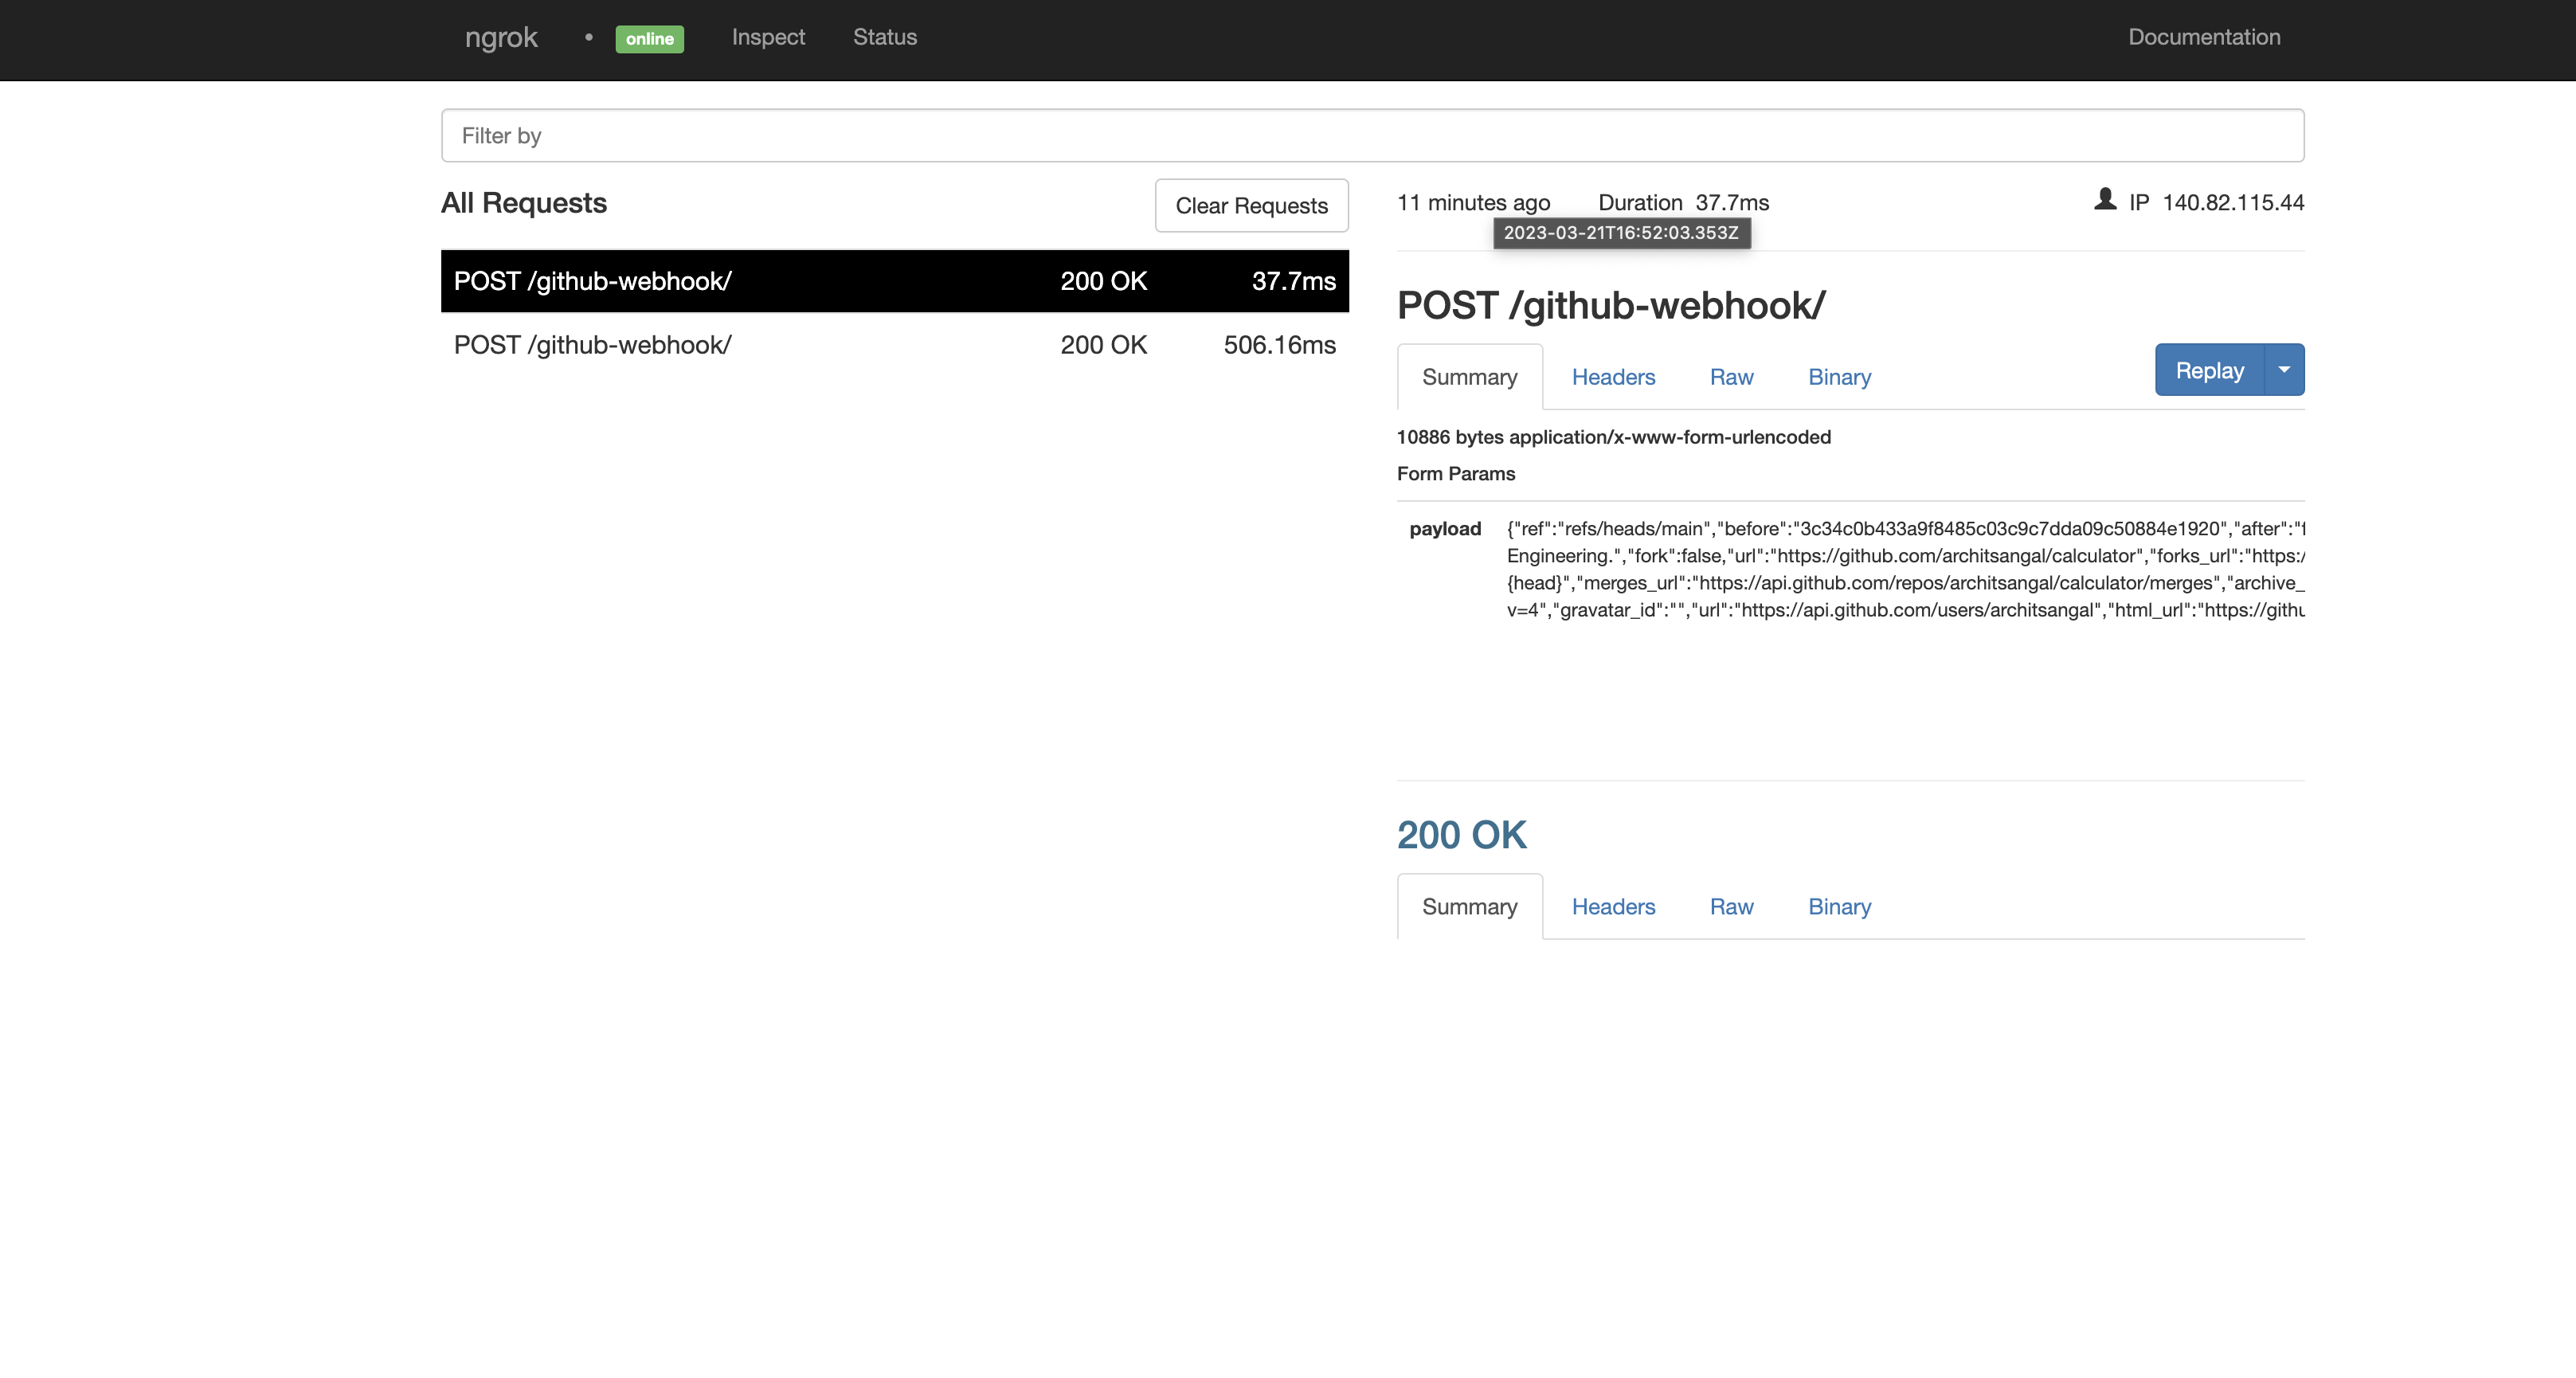 ngrok • online Inspect Status Documentation
Filter by
All Requests
Clear Requests
POST /github-webhook/ 200 OK 37.7ms
POST /github-webhook/ 200 OK 506.16ms
11 minutes ago Duration 37.7ms IP 140.82.115.44
2023-03-21T16:52:03.353Z
POST /github-webhook/
Summary Headers Raw Binary Replay
10886 bytes application/x-www-form-urlencoded
Form Params
payload {"ref":"refs/heads/main","before":"3c34c0b433a9f8485c03c9c7dda09c50884e1920","after":"f
Engineering.","fork":false,"url":"https://github.com/architsangal/calculator","forks_url":"https:/
{head}","merges_url":"https://api.github.com/repos/architsangal/calculator/merges","archive_
v=4","gravatar_id":"","url":"https://api.github.com/users/architsangal","html_url":"https://githu
200 OK
Summary Headers Raw Binary